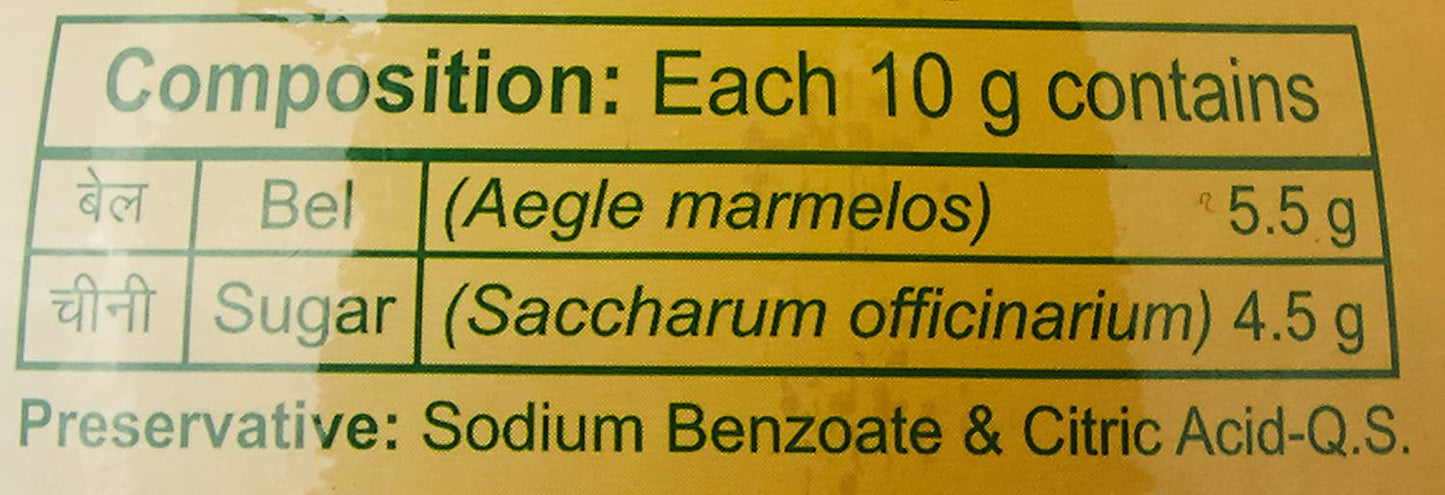 Composition: Each 10 g contains
बेल Bel (Aegle marmelos) 5.5 g
चीनी Sugar (Saccharum officinarium) 4.5 g
Preservative: Sodium Benzoate & Citric Acid-Q.S.